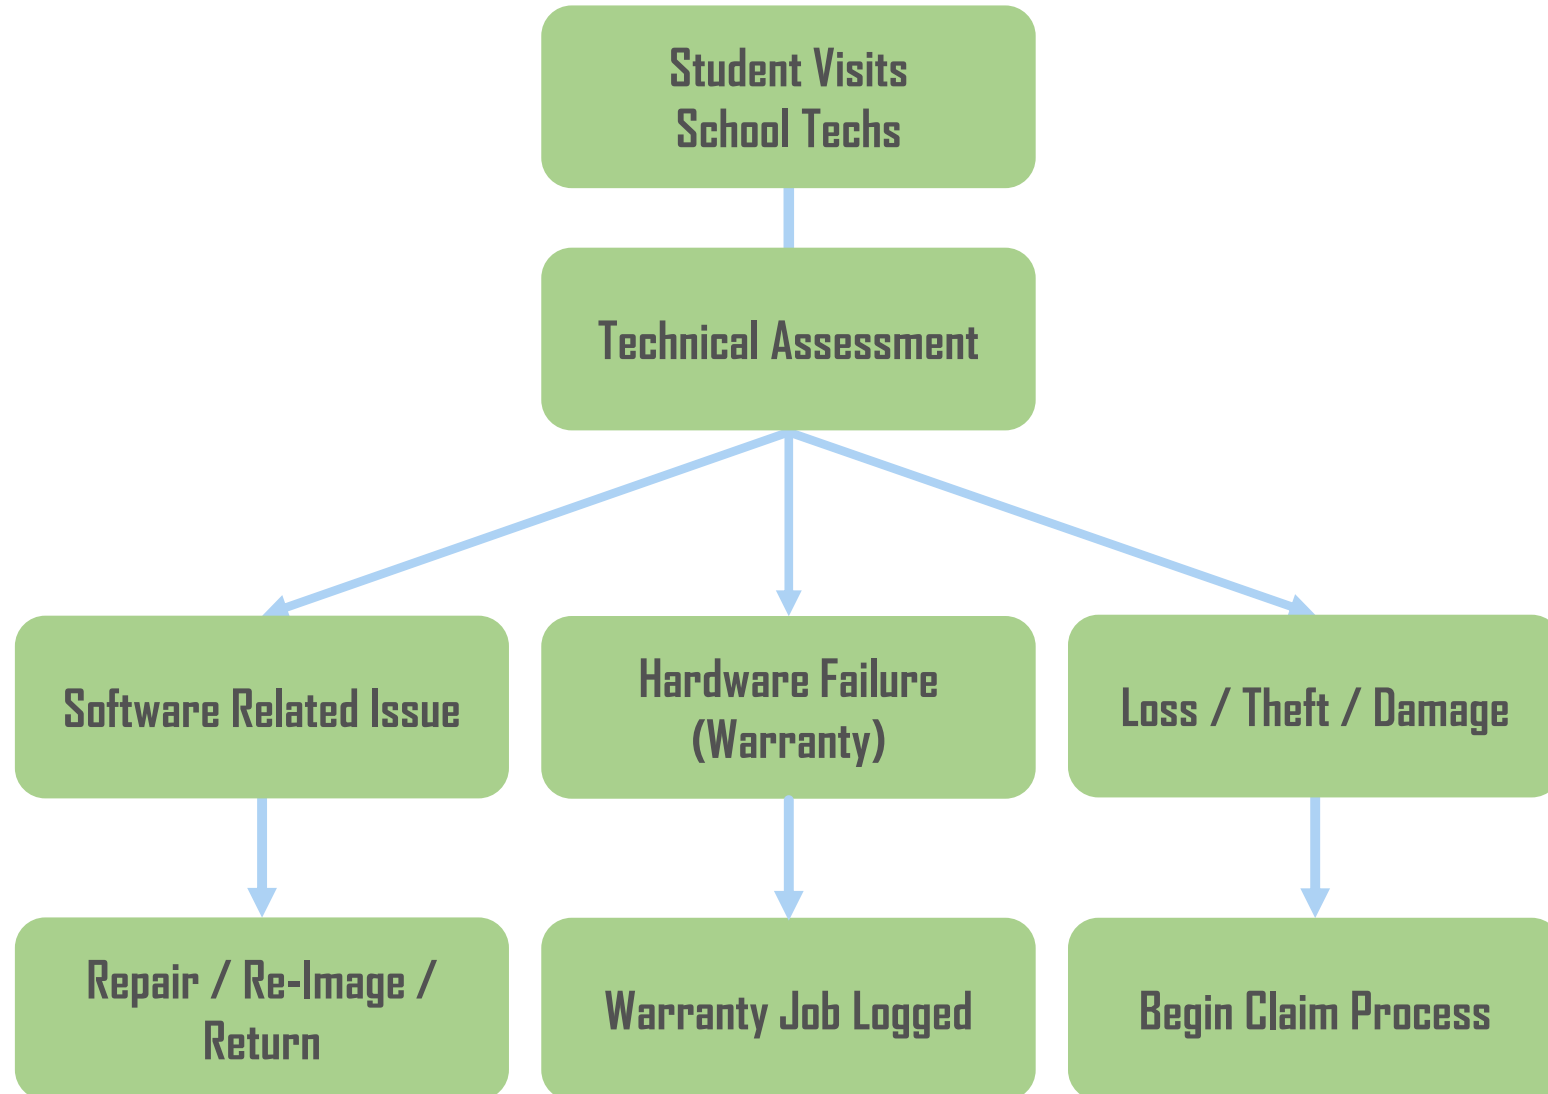 Student Visits
School Techs
Technical Assessment
Software Related Issue
Hardware Failure
(Warranty)
Loss / Theft / Damage
Repair / Re-Image /
Return
Warranty Job Logged
Begin Claim Process